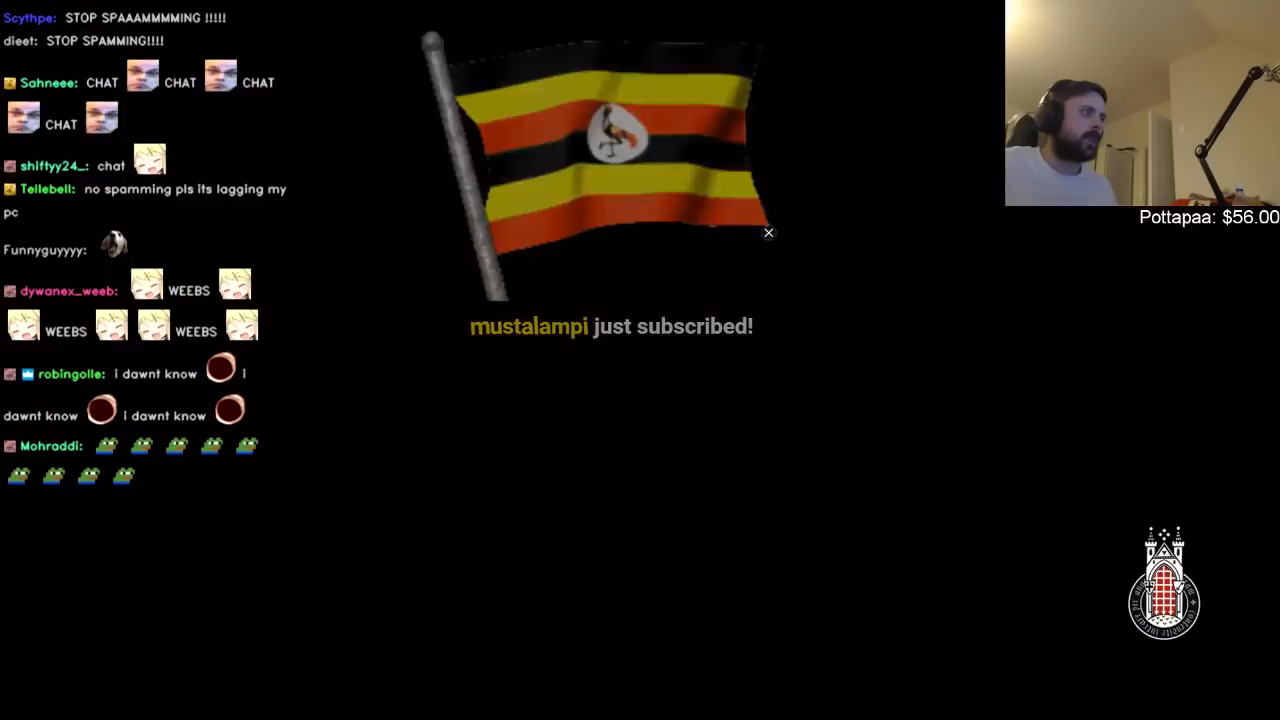 Scythpe: STOP SPAAAMMMMING !!!!!
dieet: STOP SPAMMING!!!!
Sahneee: CHAT CHAT CHAT
CHAT
shiftyy24_: chat
Tellebell: no spamming pls its lagging my
pc
Funnyguyyyy:
dywanex_weeb: WEEBS
WEEBS WEEBS
robingolle: i dawnt know i
dawnt know i dawnt know
Mohraddi:
mustalampi just subscribed!
Pottapaa: $56.00